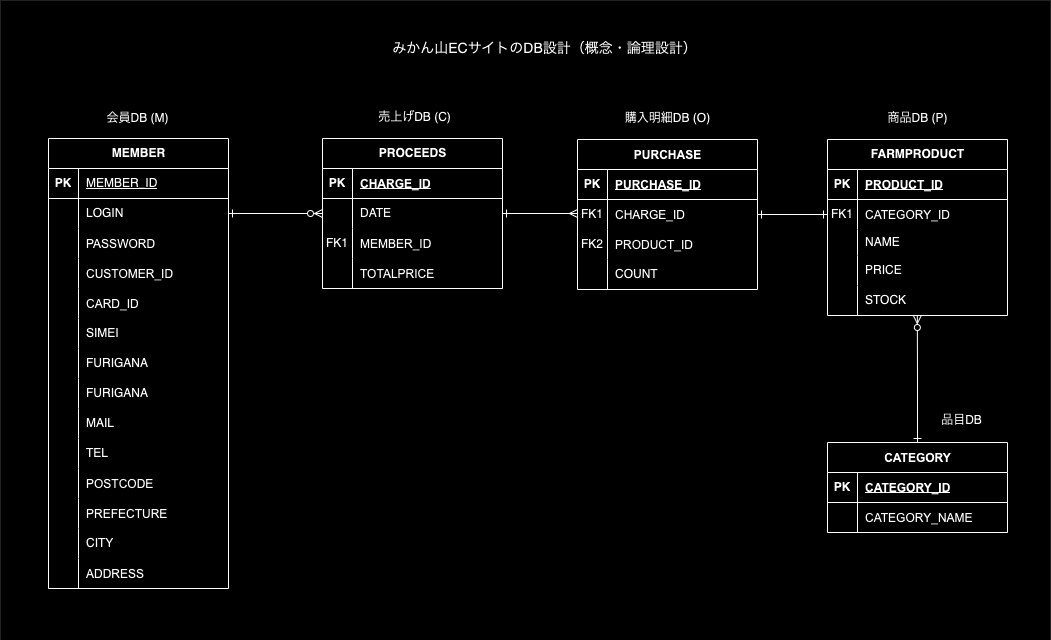 みかん山ECサイトのDB設計（概念・論理設計）
会員DB (M)
MEMBER
PK MEMBER_ID
LOGIN
PASSWORD
CUSTOMER_ID
CARD_ID
SIMEI
FURIGANA
FURIGANA
MAIL
TEL
POSTCODE
PREFECTURE
CITY
ADDRESS
売上げDB (C)
PROCEEDS
PK CHARGE_ID
DATE
FK1 MEMBER_ID
TOTALPRICE
購入明細DB (O)
PURCHASE
PK PURCHASE_ID
FK1 CHARGE_ID
FK2 PRODUCT_ID
COUNT
商品DB (P)
FARMPRODUCT
PK PRODUCT_ID
FK1 CATEGORY_ID
NAME
PRICE
STOCK
品目DB
CATEGORY
PK CATEGORY_ID
CATEGORY_NAME